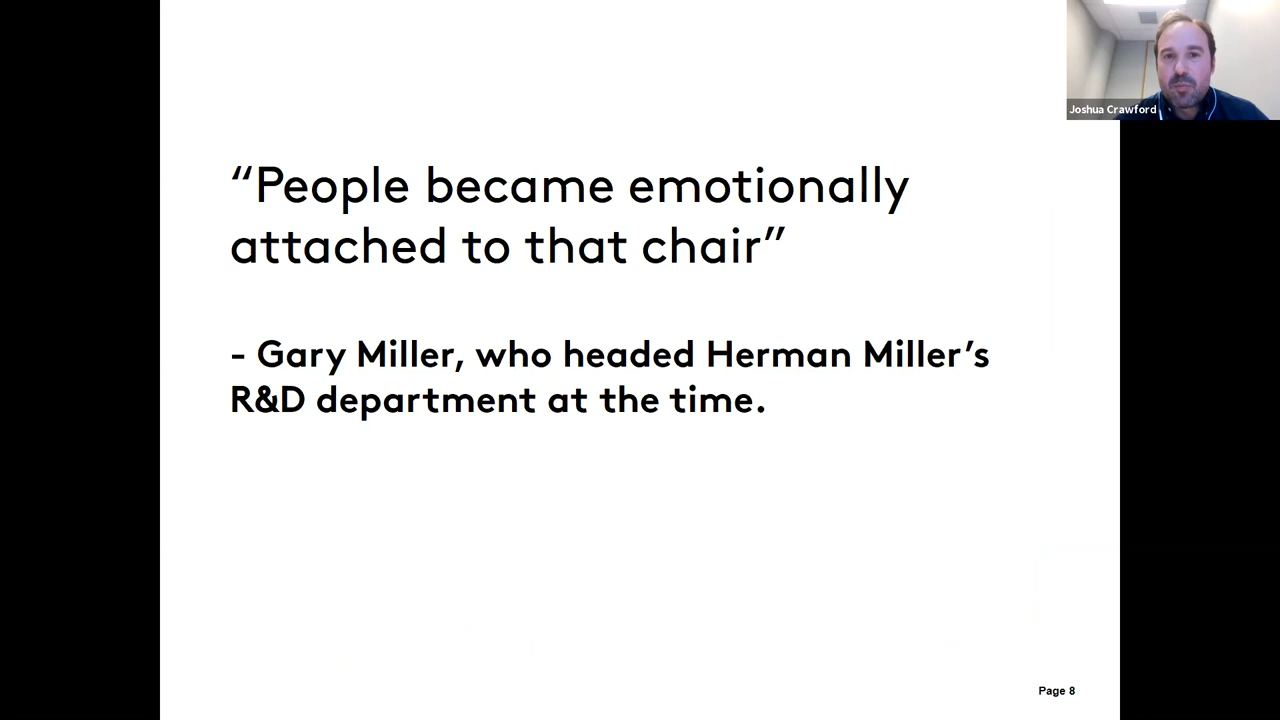 Joshua Crawford
“People became emotionally
attached to that chair”
- Gary Miller, who headed Herman Miller’s
R&D department at the time.
Page 8